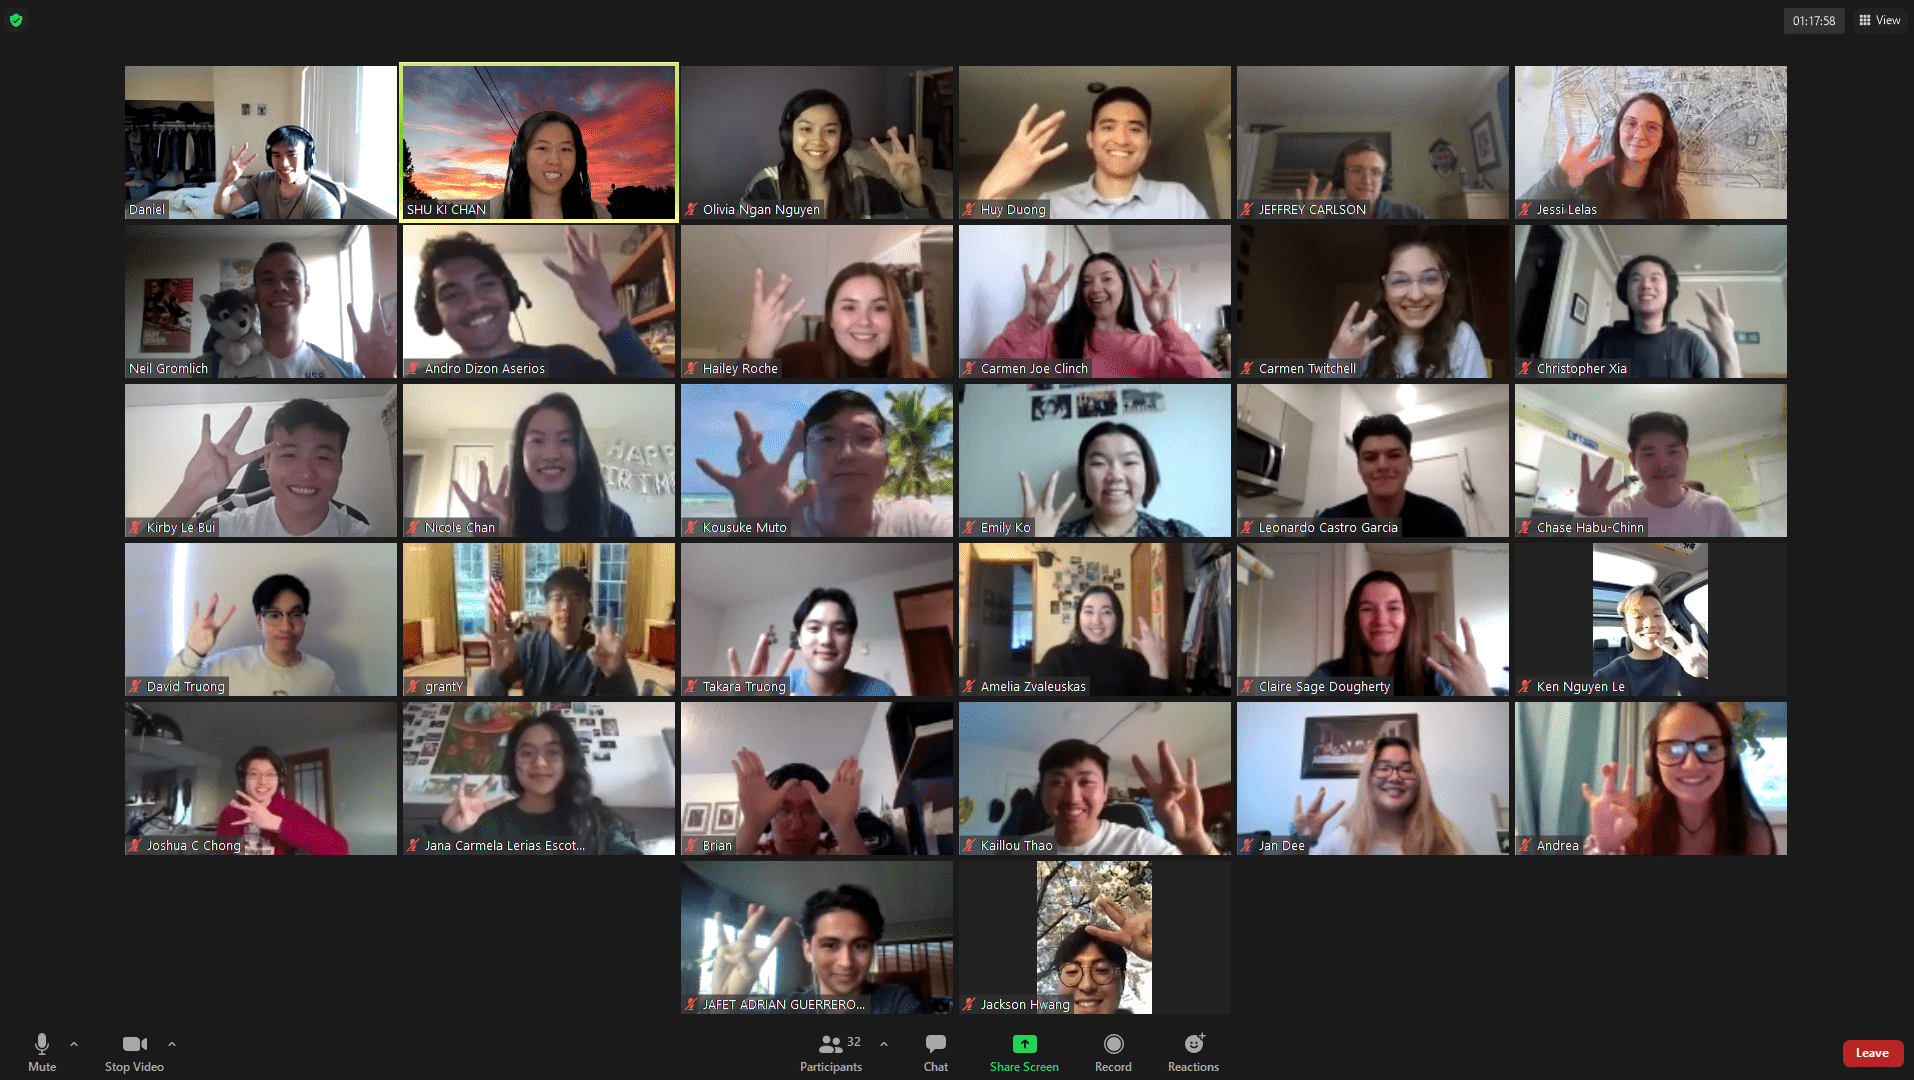 01:17:58 View
Daniel
SHU KI CHAN
Olivia Ngan Nguyen
Huy Duong
JEFFREY CARLSON
Jessi Lelas
Neil Gromlich
Andro Dizon Aserios
Hailey Roche
Carmen Joe Clinch
Carmen Twitchell
Christopher Xia
Kirby Le Bui
Nicole Chan
Kousuke Muto
Emily Ko
Leonardo Castro Garcia
Chase Habu-Chinn
David Truong
grantY
Takara Truong
Amelia Zvaleuskas
Claire Sage Dougherty
Ken Nguyen Le
Joshua C Chong
Jana Carmela Lerias Escot...
Brian
Kaillou Thao
Jan Dee
Andrea
JAFET ADRIAN GUERRERO...
Jackson Hwang
32
Mute
Stop Video
Participants
Chat
Share Screen
Record
Reactions
Leave